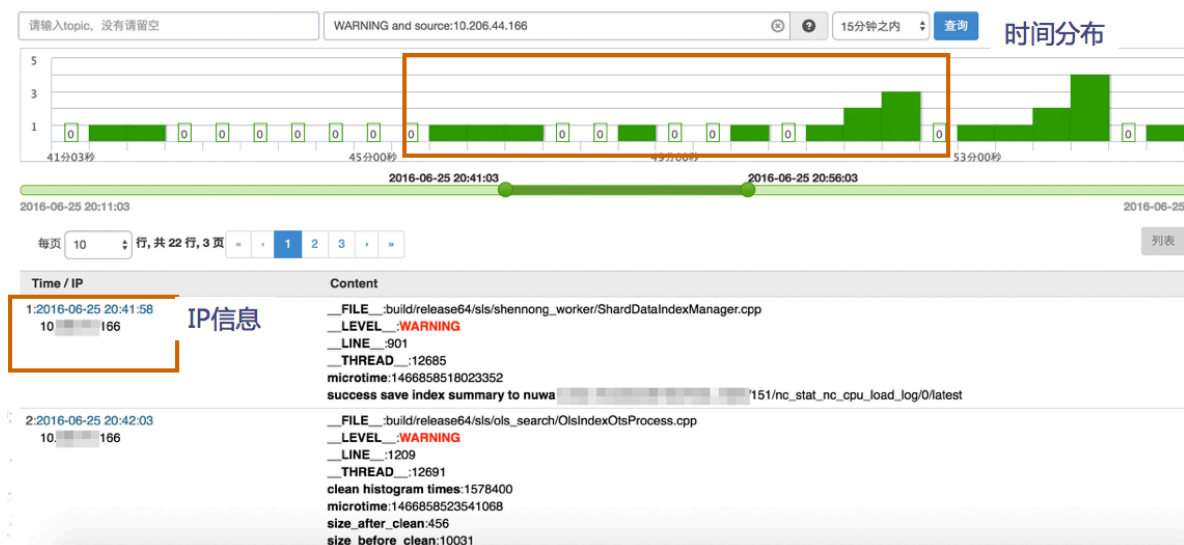 请输入topic，没有请留空 WARNING and source:10.206.44.166 15分钟之内 查询 时间分布
5
3
1
0 0 0 0 0 0 0 0 0 0 0 0 0 0 0
41分03秒 45分00秒 49分00秒 53分00秒
2016-06-25 20:41:03 2016-06-25 20:56:03
2016-06-25 20:11:03 2016-06-25
每页 10 行, 共 22 行, 3 页 « ‹ 1 2 3 › » 列表
Time / IP Content
1:2016-06-25 20:41:58 __FILE__:build/release64/sls/shennong_worker/ShardDataIndexManager.cpp
10. 166 IP信息 __LEVEL__:WARNING
__LINE__:901
__THREAD__:12685
microtime:1466858518023352
success save index summary to nuwa /151/nc_stat_nc_cpu_load_log/0/latest
2:2016-06-25 20:42:03 __FILE__:build/release64/sls/ols_search/OlsIndexOtsProcess.cpp
10. 166 __LEVEL__:WARNING
__LINE__:1209
__THREAD__:12691
clean histogram times:1578400
microtime:1466858523541068
size_after_clean:456
size_before_clean:10031